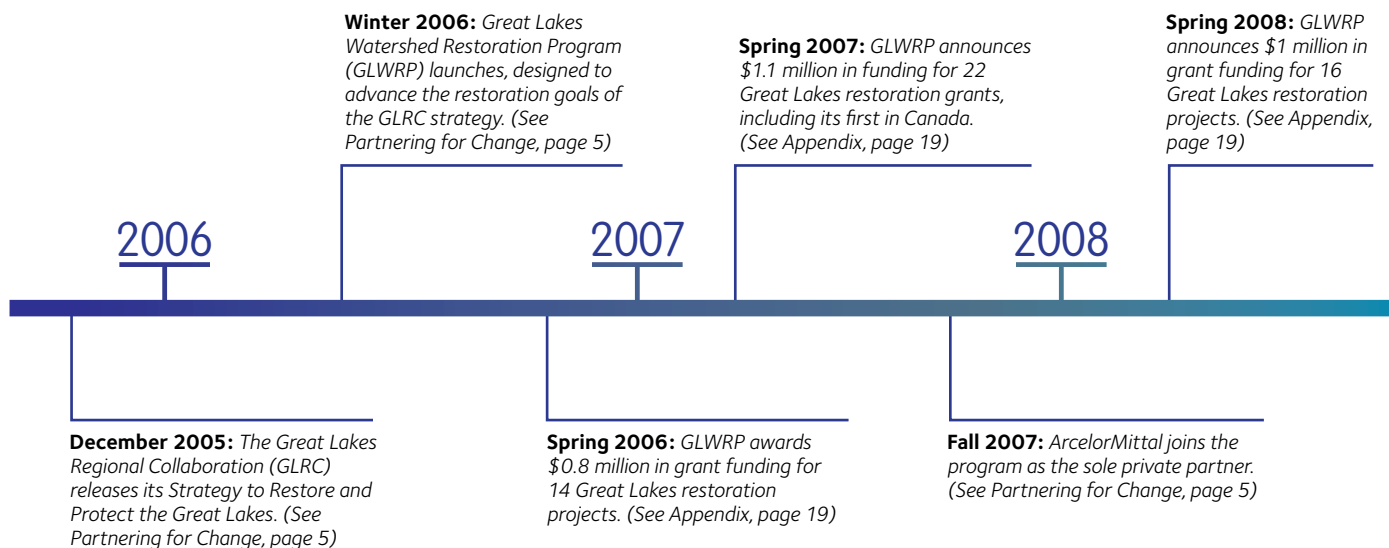 Winter 2006: Great Lakes
Watershed Restoration Program
(GLWRP) launches, designed to
advance the restoration goals of
the GLRC strategy. (See
Partnering for Change, page 5)
Spring 2007: GLWRP announces
$1.1 million in funding for 22
Great Lakes restoration grants,
including its first in Canada.
(See Appendix, page 19)
Spring 2008: GLWRP
announces $1 million in
grant funding for 16
Great Lakes restoration
projects. (See Appendix,
page 19)
2006
2007
2008
December 2005: The Great Lakes
Regional Collaboration (GLRC)
releases its Strategy to Restore and
Protect the Great Lakes. (See
Partnering for Change, page 5)
Spring 2006: GLWRP awards
$0.8 million in grant funding for
14 Great Lakes restoration
projects. (See Appendix, page 19)
Fall 2007: ArcelorMittal joins the
program as the sole private partner.
(See Partnering for Change, page 5)